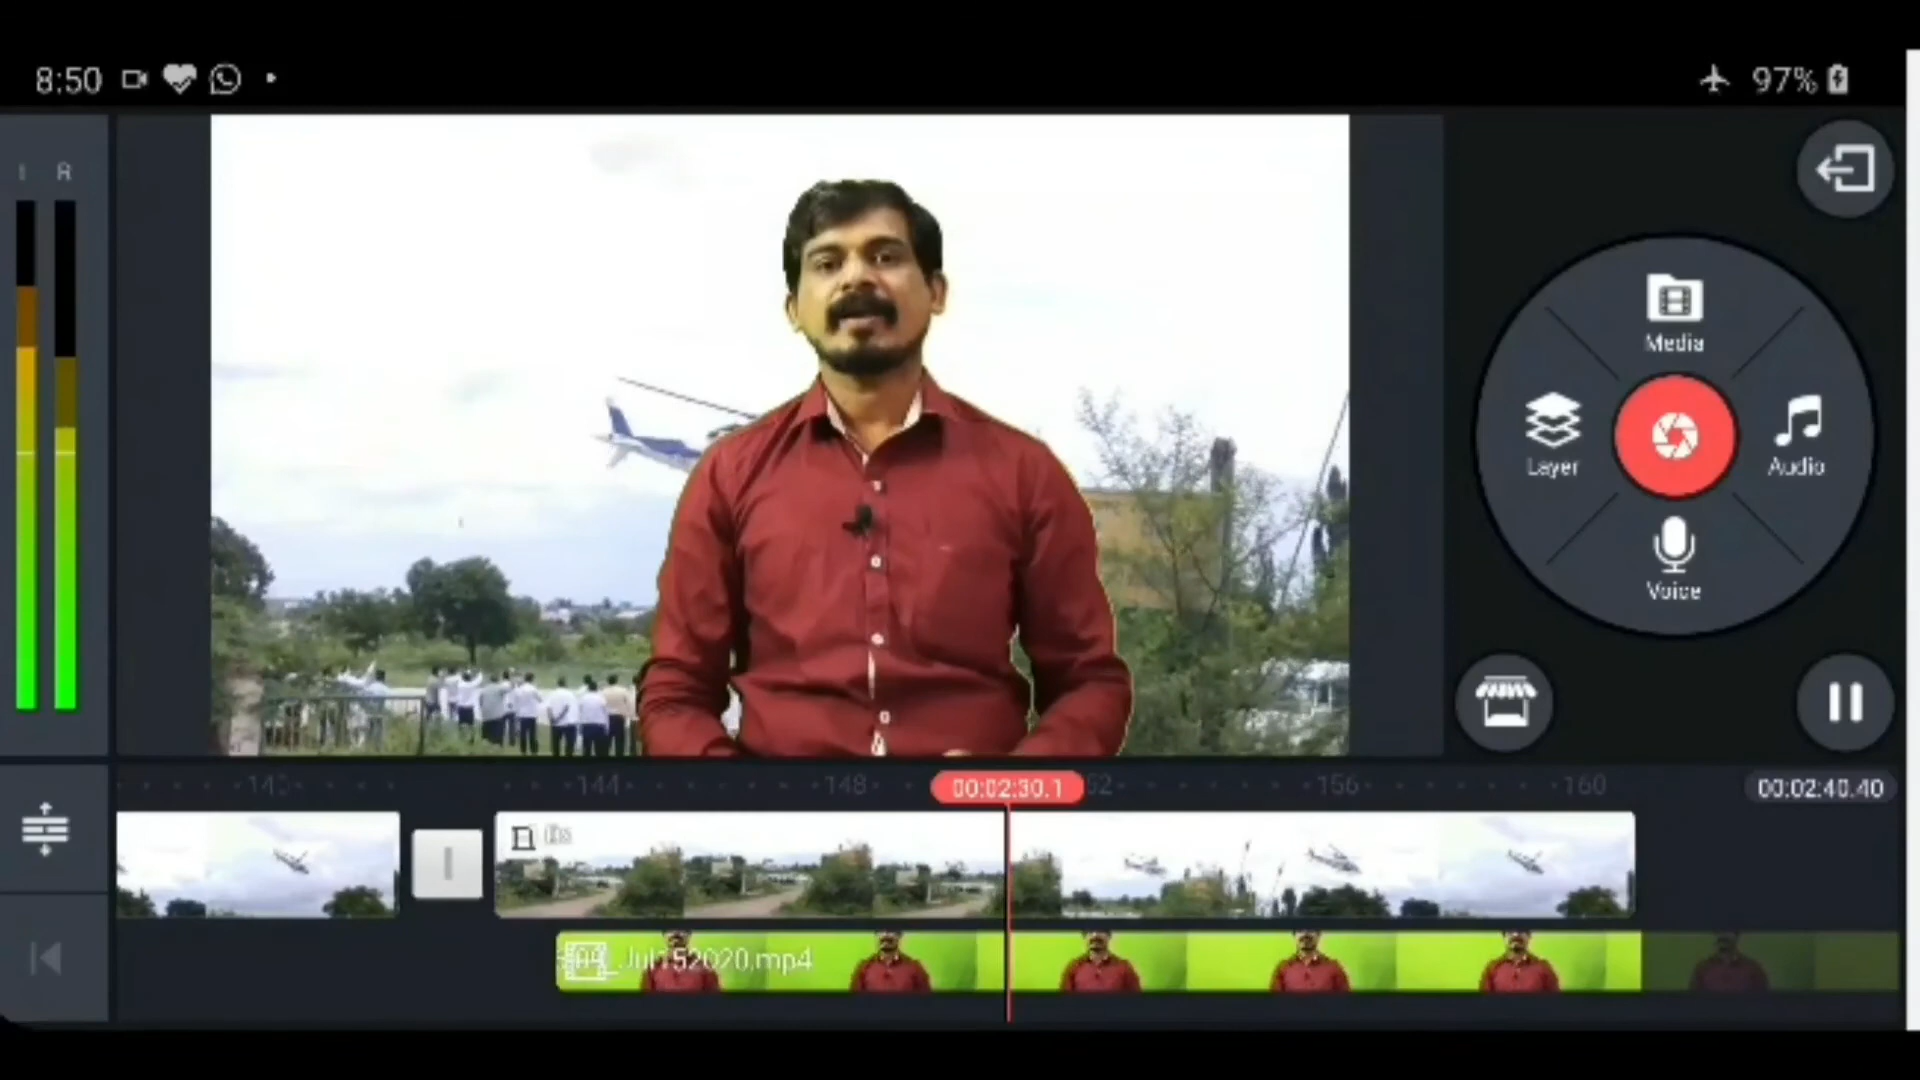 8:50
97%
R
Media
Layer
Audio
Voice
144
148
00:02:30.1
156
160
00:02:40.40
Jul152020.mp4